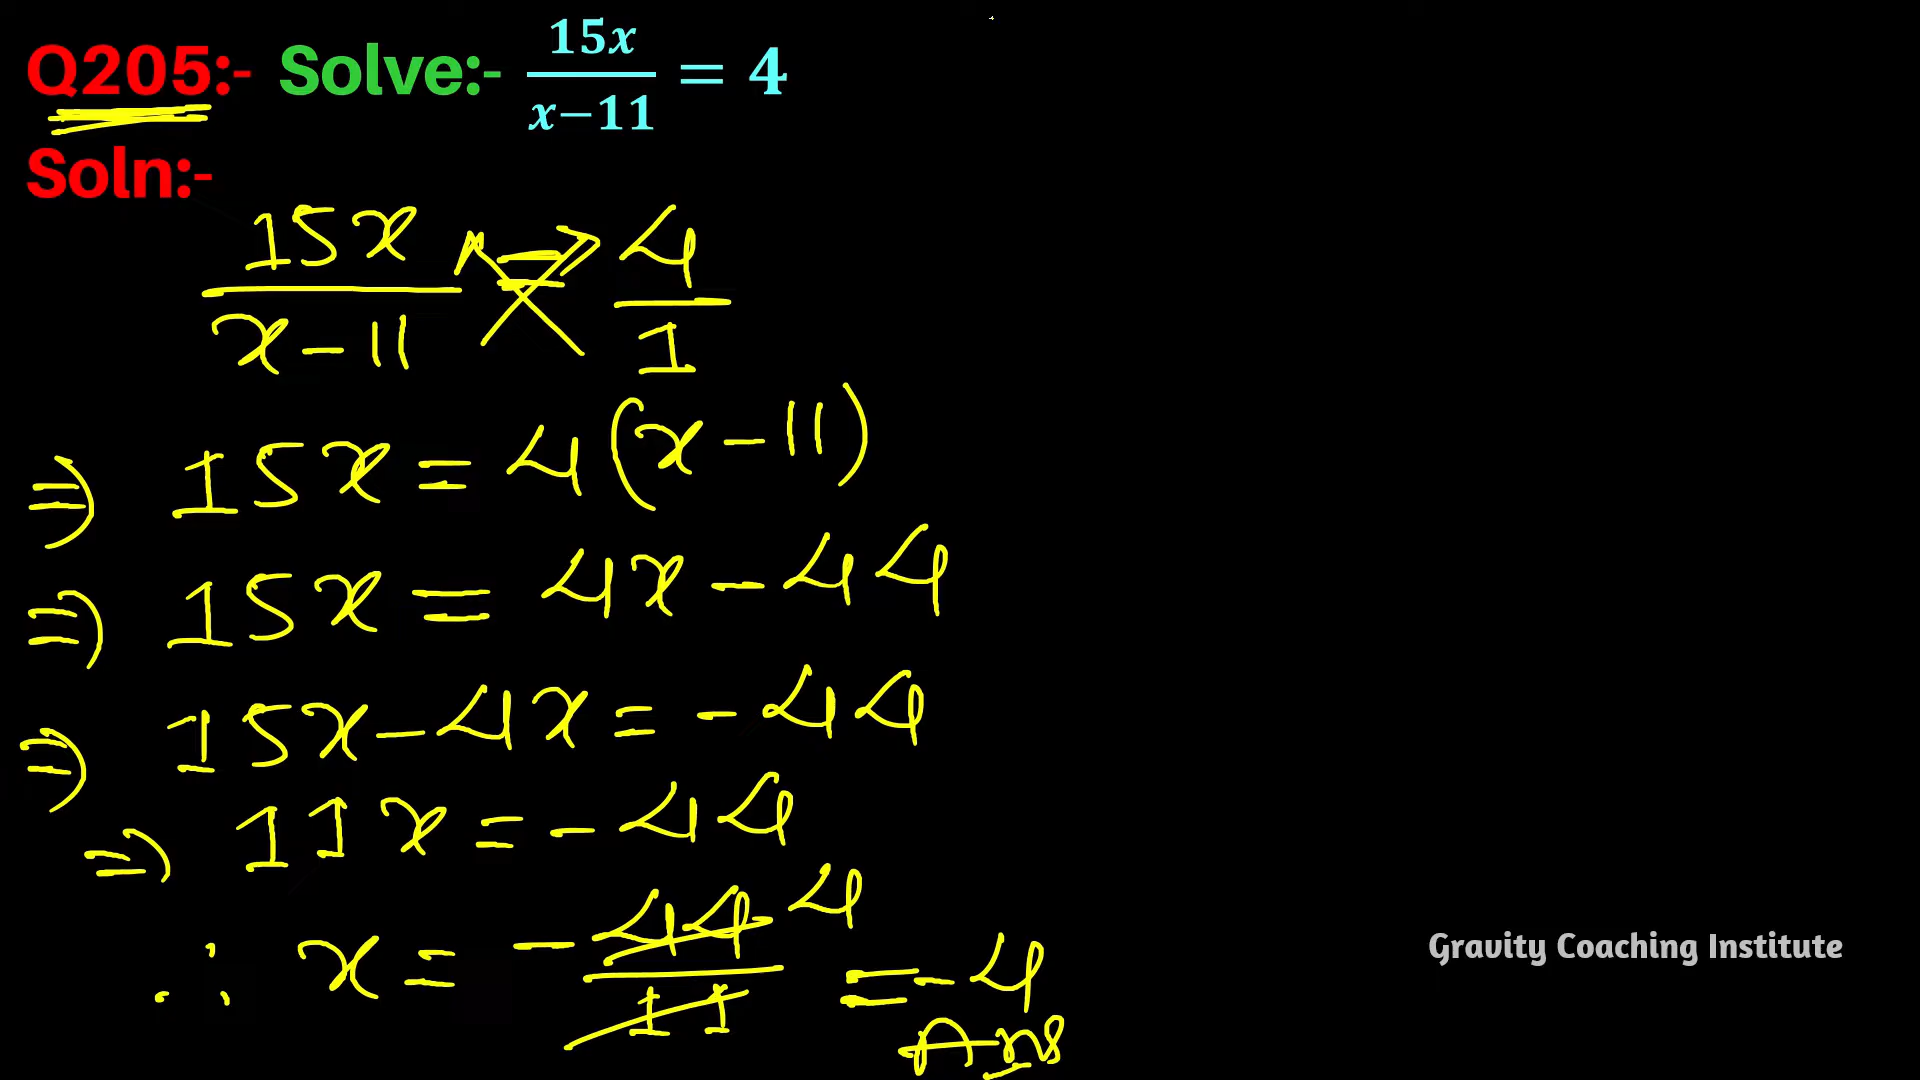 Q205:- Solve:- 15x/(x−11) = 4
Soln:-
15x/(x-11) = 4/1
⇒ 15x = 4(x-11)
⇒ 15x = 4x-44
⇒ 15x-4x = -44
⇒ 11x = -44
∴ x = -44/11 4 = -4
Ans
Gravity Coaching Institute